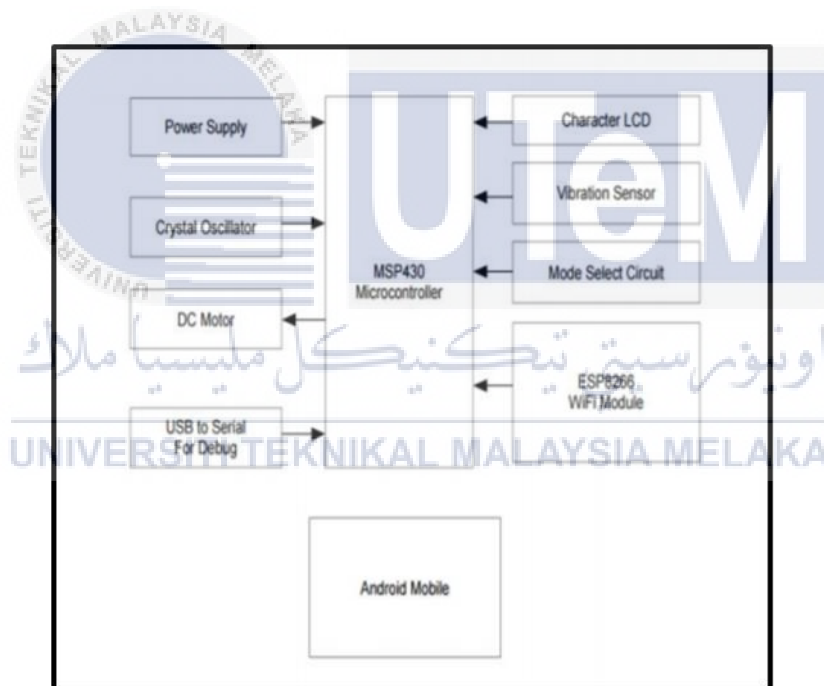 UNIVERSITI TEKNIKAL MALAYSIA MELAKA
UTeM
Power Supply
Crystal Oscillator
DC Motor
USB to Serial
For Debug
MSP430
Microcontroller
Character LCD
Vibration Sensor
Mode Select Circuit
ESP8266
WiFi Module
اونيۏرسيتي تيكنيكل مليسيا ملاك
UNIVERSITI TEKNIKAL MALAYSIA MELAKA
Android Mobile